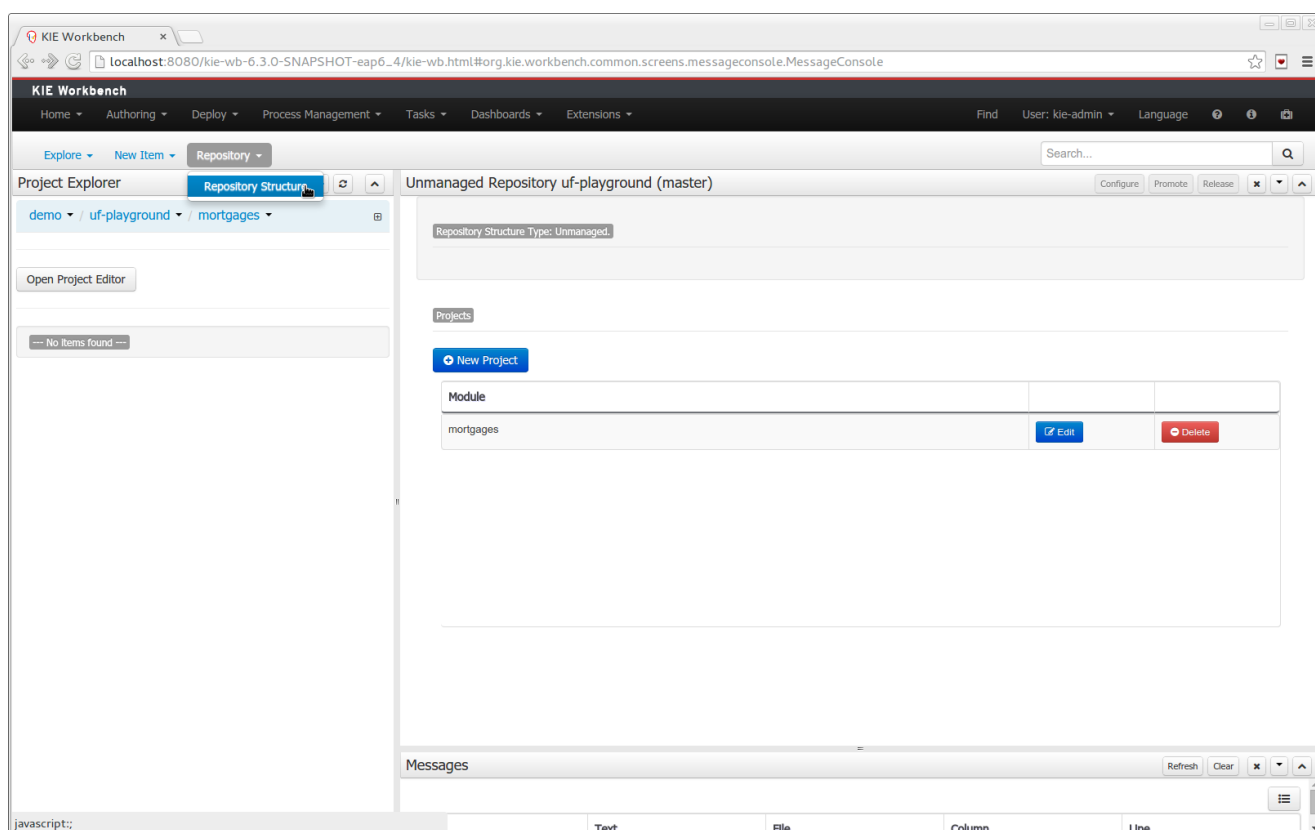 KIE Workbench
localhost:8080/kie-wb-6.3.0-SNAPSHOT-eap6_4/kie-wb.html#org.kie.workbench.common.screens.messageconsole.MessageConsole
KIE Workbench
Home Authoring Deploy Process Management Tasks Dashboards Extensions Find User: kie-admin Language
Explore New Item Repository Search...
Repository Structure
Project Explorer
Unmanaged Repository uf-playground (master) Configure Promote Release
demo / uf-playground / mortgages
Repository Structure Type: Unmanaged.
Open Project Editor
Projects
--- No items found ---
New Project
Module
mortgages Edit Delete
Messages Refresh Clear
javascript:;
Text File Column Line